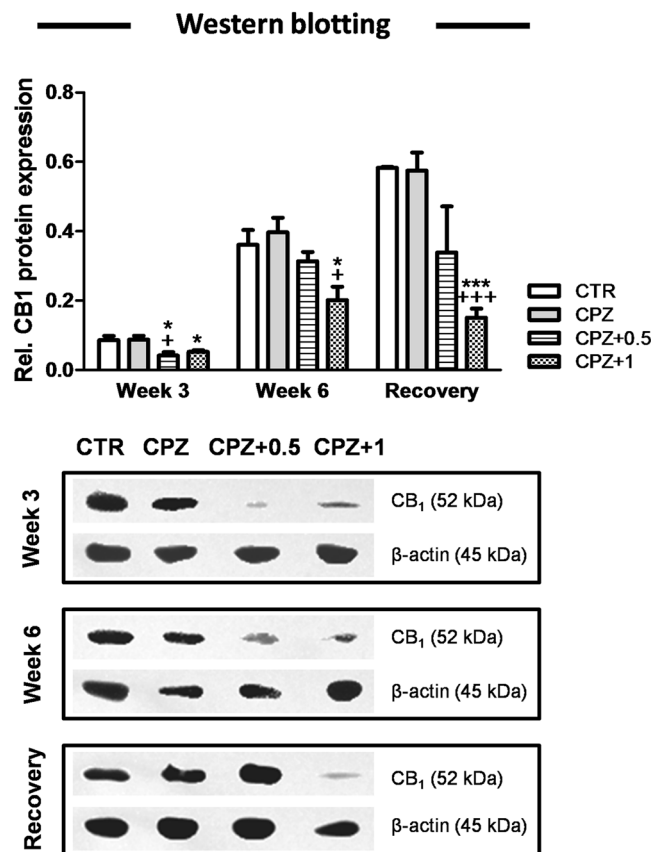 Western blotting
Rel. CB1 protein expression
0.8
0.6
0.4
0.2
0.0
*
+
*
*
+
***
+++
Week 3
Week 6
Recovery
CTR
CPZ
CPZ+0.5
CPZ+1
CTR CPZ CPZ+0.5 CPZ+1
Week 3
CB₁ (52 kDa)
β-actin (45 kDa)
Week 6
CB₁ (52 kDa)
β-actin (45 kDa)
Recovery
CB₁ (52 kDa)
β-actin (45 kDa)